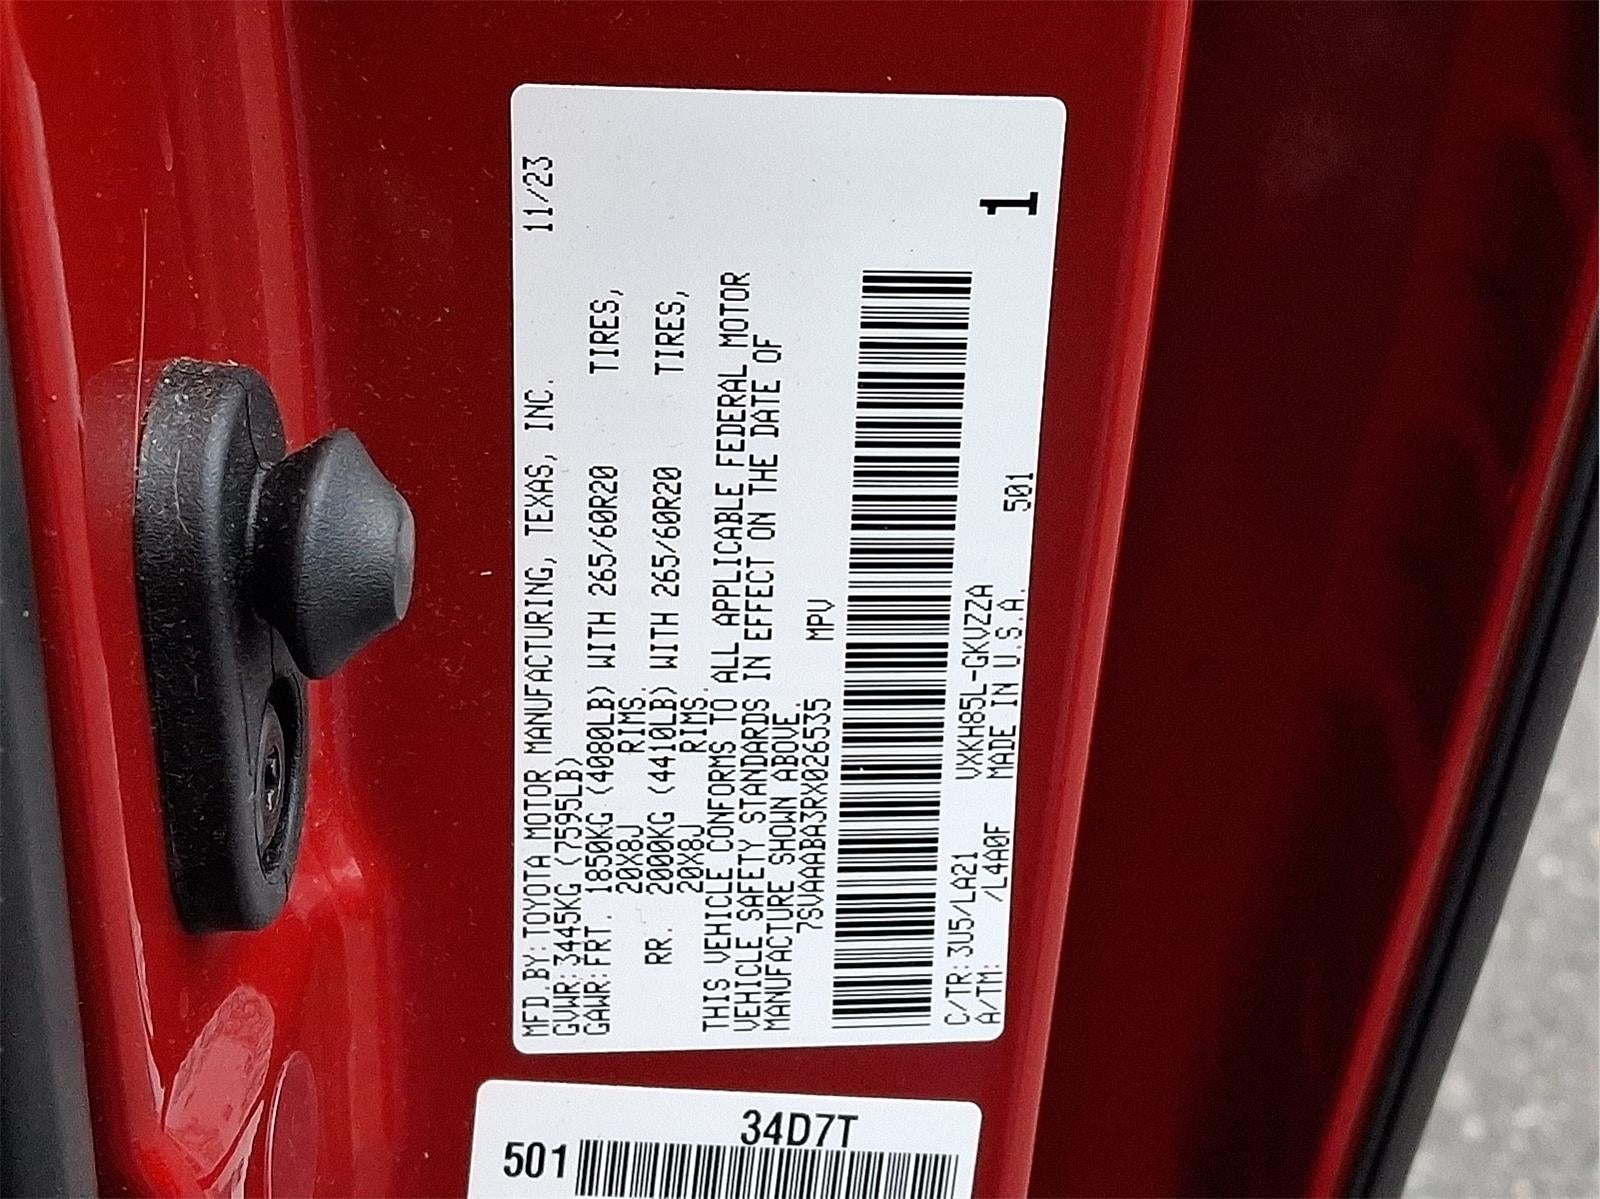 MFD.BY: TOYOTA MOTOR MANUFACTURING, TEXAS, INC. 11/23
GVWR: 3445KG (7595LB)
GAWR: FRT. 1850KG (4080LB) WITH 265/60R20 TIRES,
20X8J RIMS.
RR. 2000KG (4410LB) WITH 265/60R20 TIRES,
20X8J RIMS.
THIS VEHICLE CONFORMS TO ALL APPLICABLE FEDERAL MOTOR
VEHICLE SAFETY STANDARDS IN EFFECT ON THE DATE OF
MANUFACTURE SHOWN ABOVE.
7SVAAABA3RX026535 MPV
C/TR: 3U5/LA21 VXKH85L-GKVZZA
A/TM: /L4A0F MADE IN U.S.A. 501
1
34D7T
501